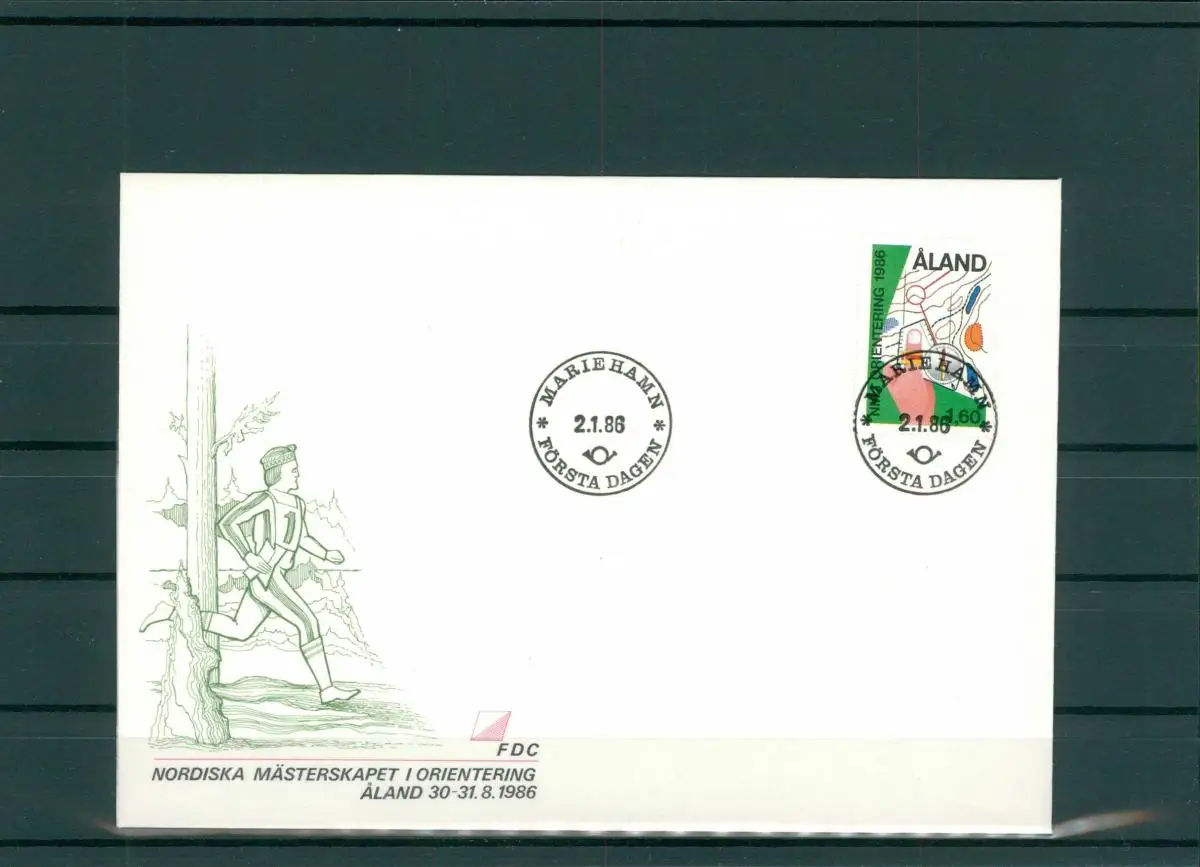 ÅLAND
NM I ORIENTERING 1986
1,60
MARIEHAMN
2.1.86
* FÖRSTA DAGEN *
MARIEHAMN
2.1.86
* FÖRSTA DAGEN *
1
FDC
NORDISKA MÄSTERSKAPET I ORIENTERING
ÅLAND 30-31.8.1986